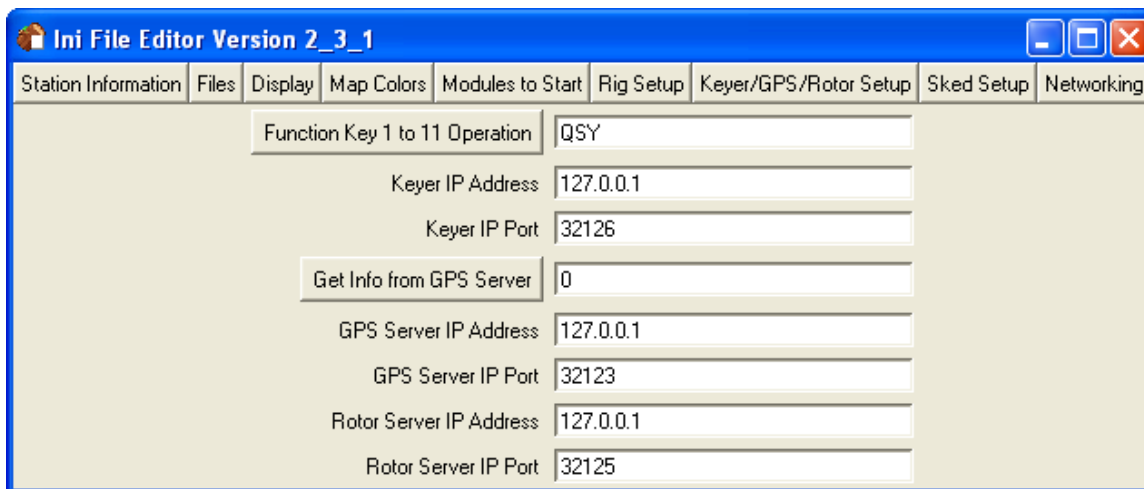 Ini File Editor Version 2_3_1
Station Information Files Display Map Colors Modules to Start Rig Setup Keyer/GPS/Rotor Setup Sked Setup Networking
Function Key 1 to 11 Operation QSY
Keyer IP Address 127.0.0.1
Keyer IP Port 32126
Get Info from GPS Server 0
GPS Server IP Address 127.0.0.1
GPS Server IP Port 32123
Rotor Server IP Address 127.0.0.1
Rotor Server IP Port 32125